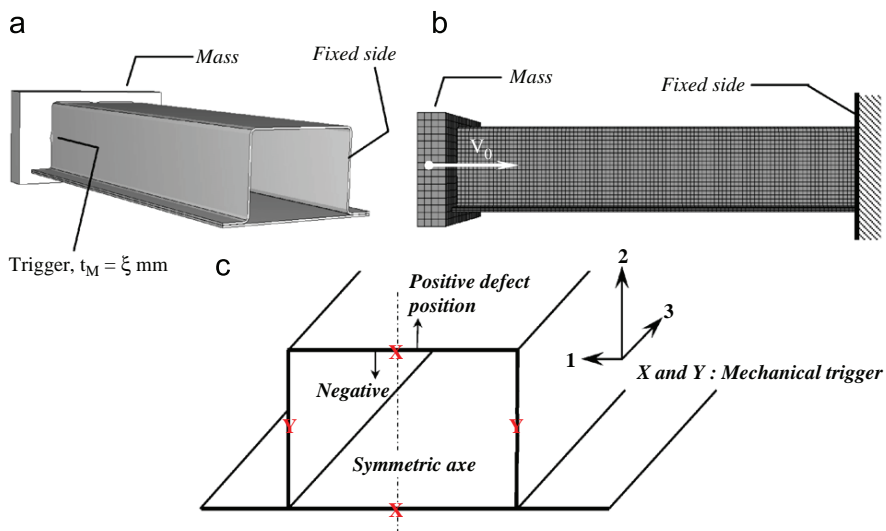 a
Mass
Fixed side
Trigger, t_M = ξ mm
b
Mass
Fixed side
V_0
c
Positive defect
position
X
Negative
Y
Y
Symmetric axe
X
2
3
1
X and Y : Mechanical trigger